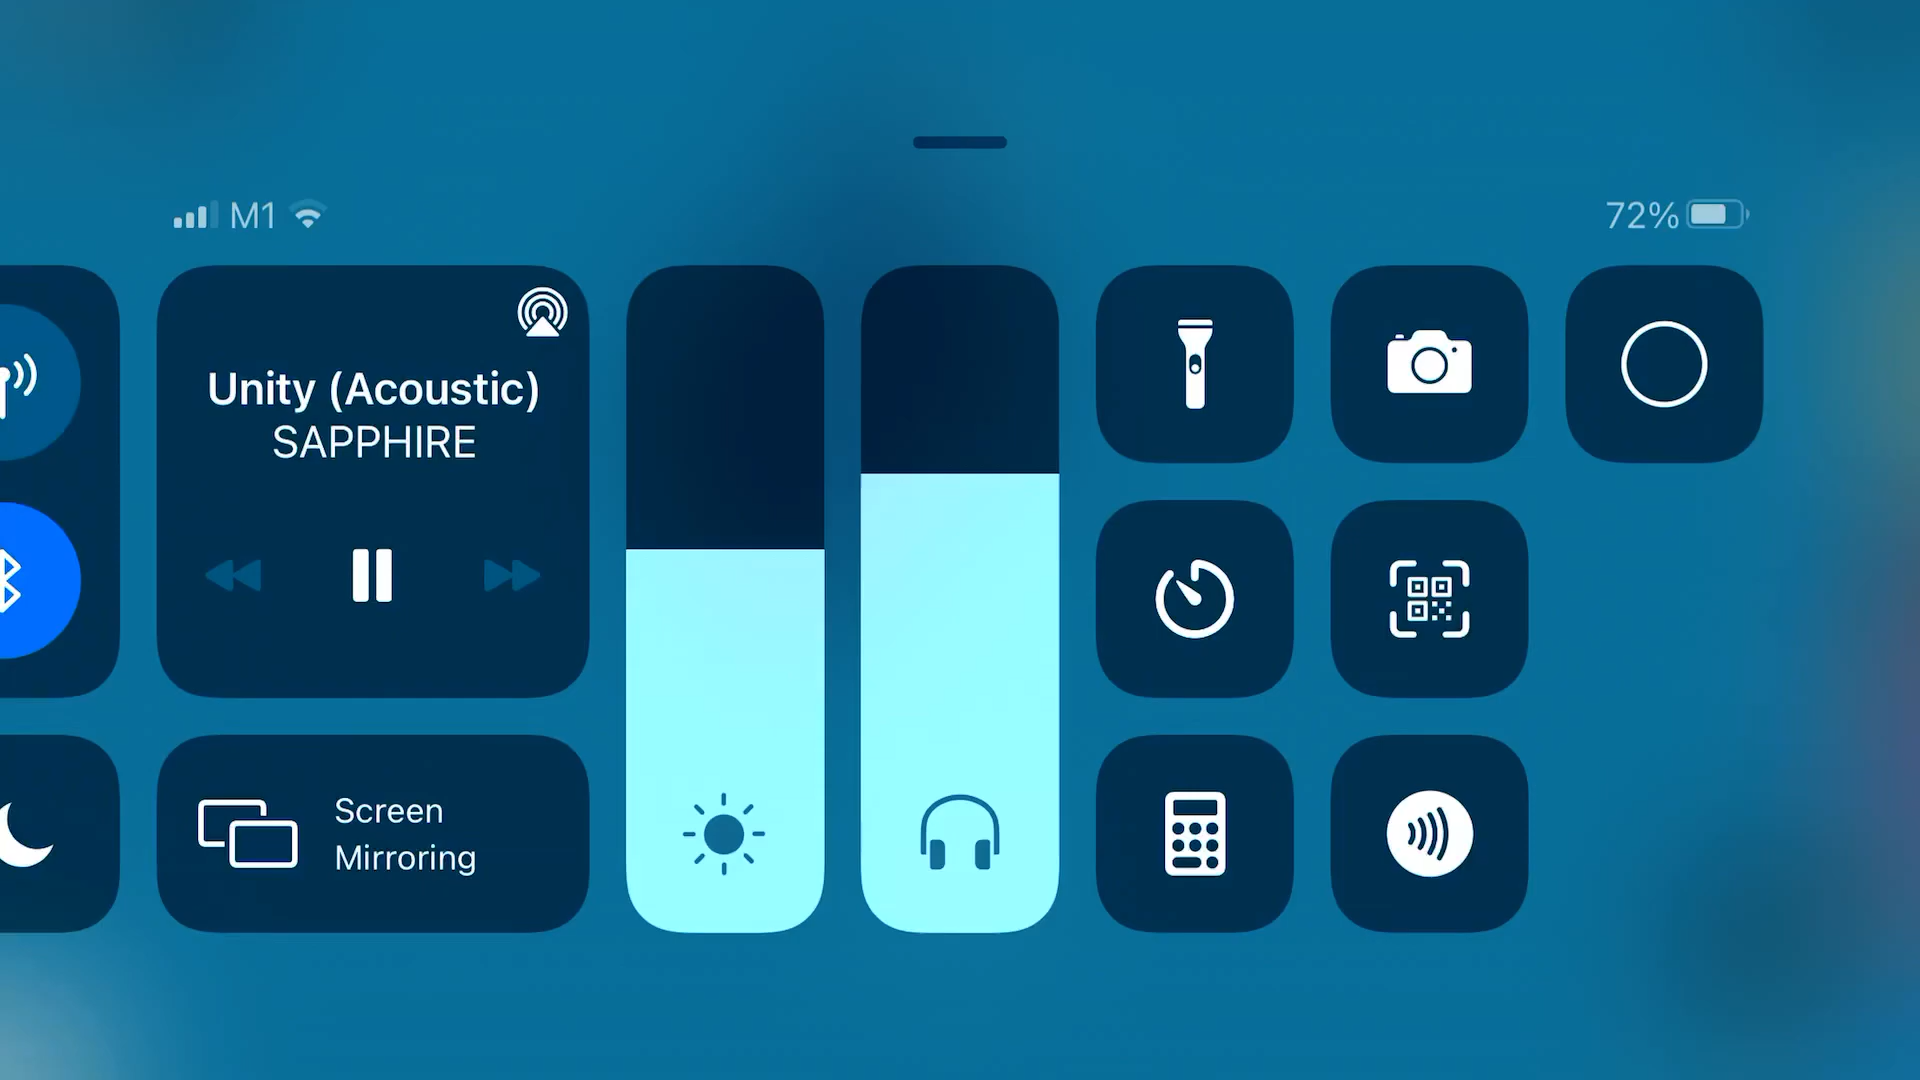 M1
72%
Unity (Acoustic)
SAPPHIRE
Screen
Mirroring